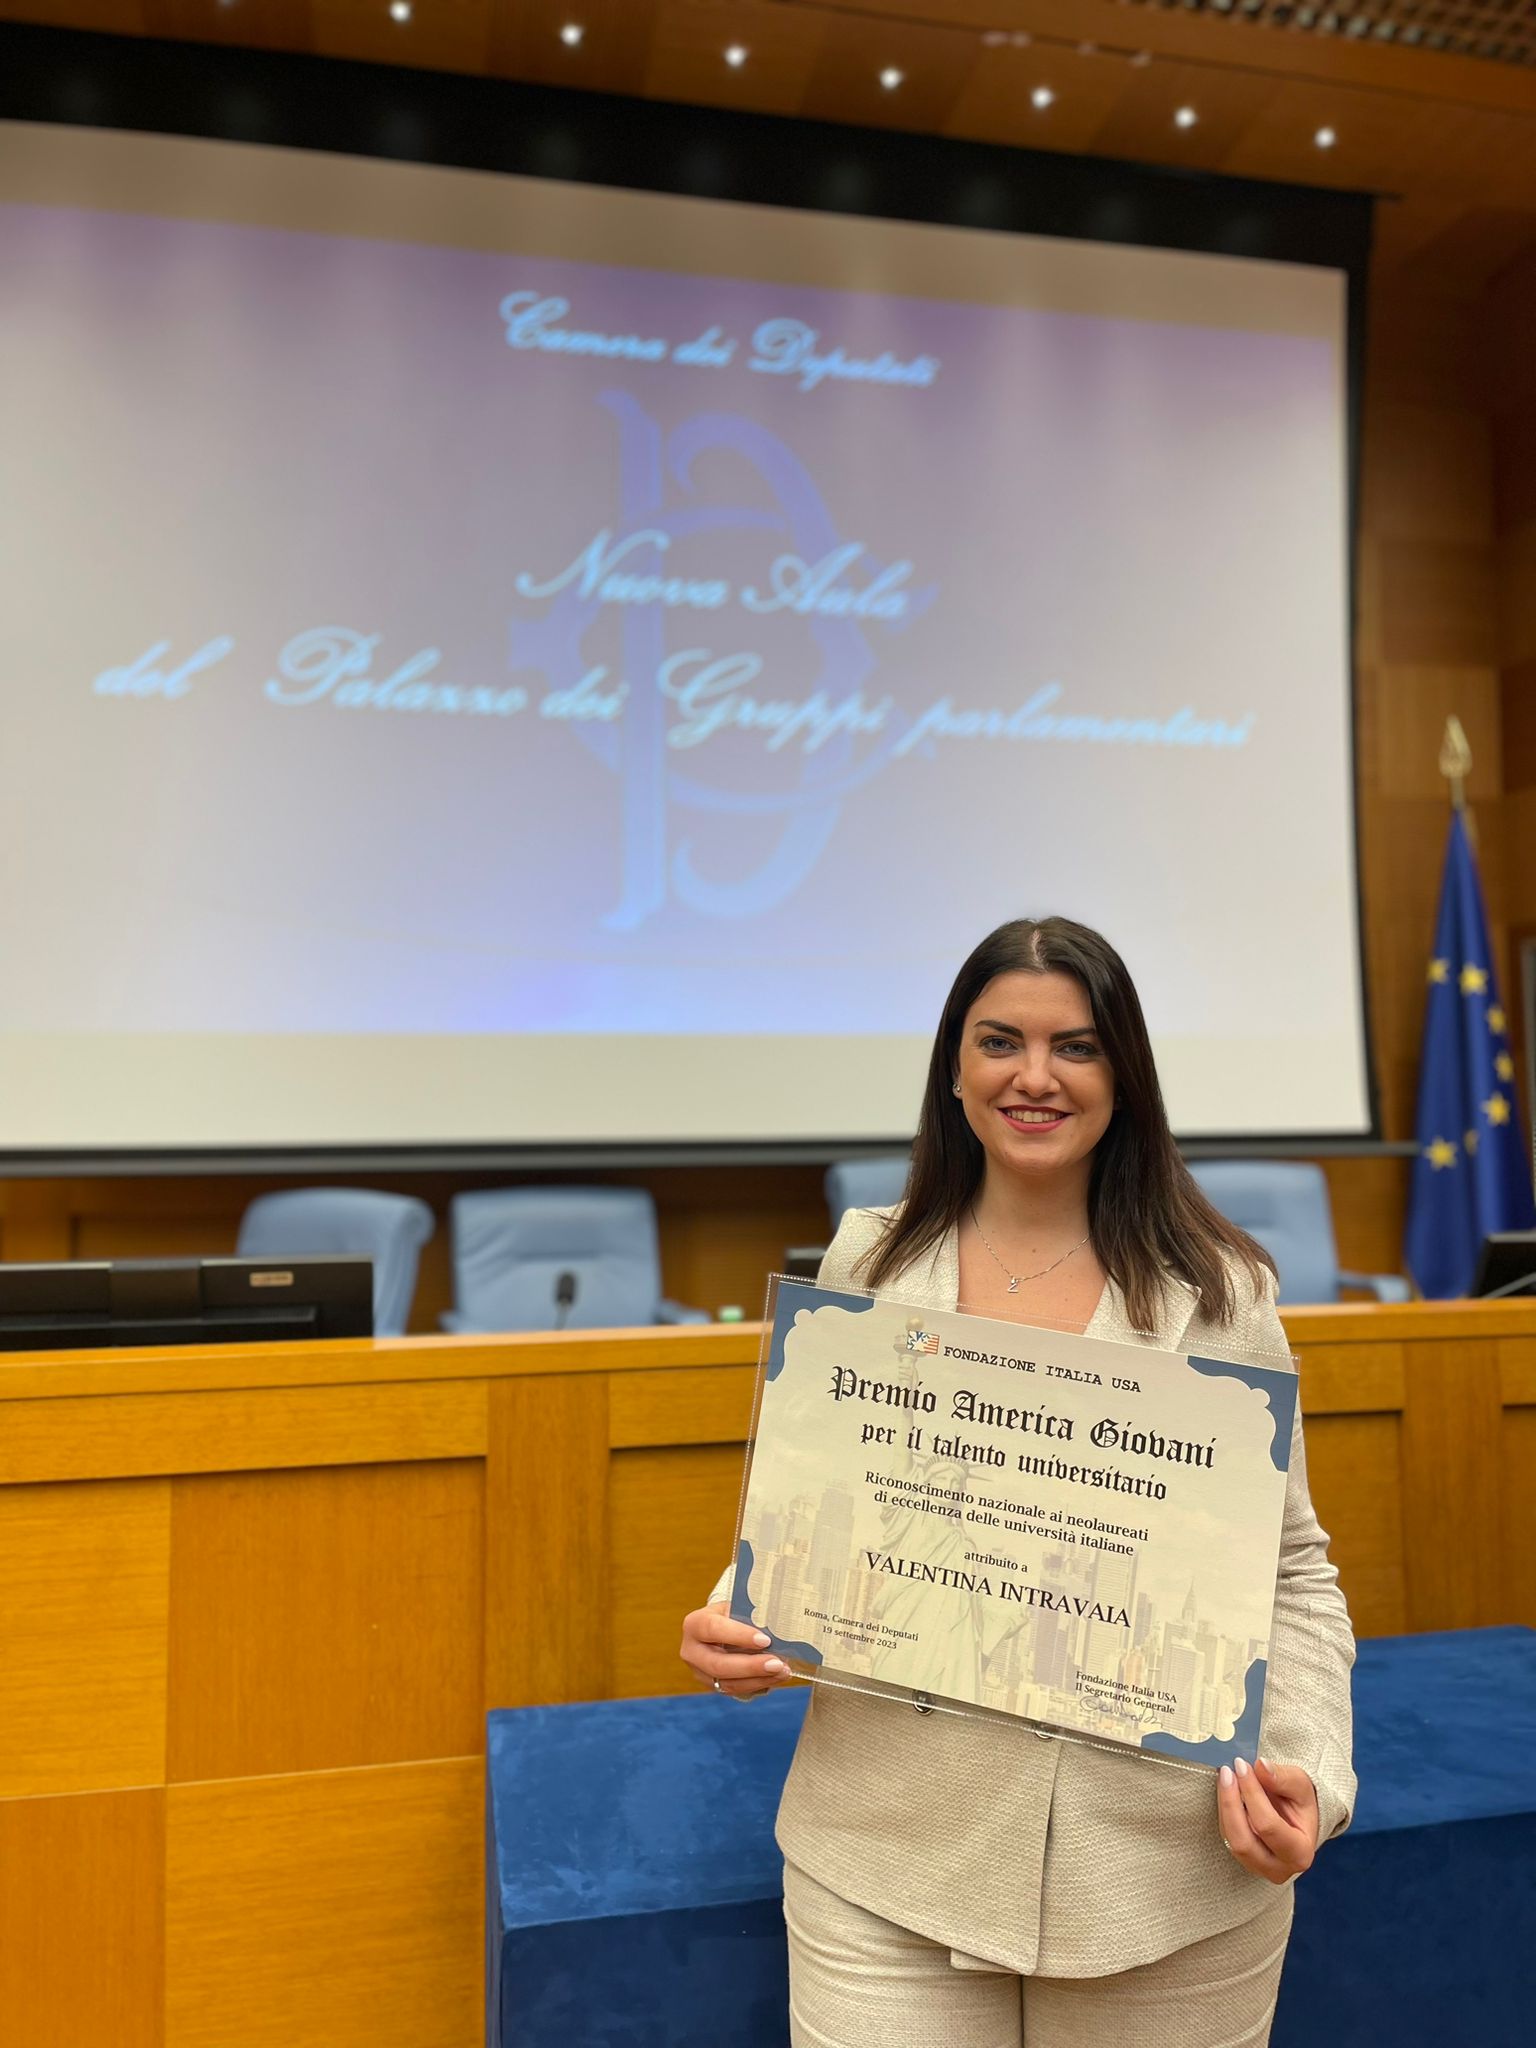 Camera dei Deputati
Nuova Aula
del Palazzo dei Gruppi parlamentari
FONDAZIONE ITALIA USA
Premio America Giovani
per il talento universitario
Riconoscimento nazionale ai neolaureati
di eccellenza delle università italiane
attribuito a
VALENTINA INTRAVAIA
Roma, Camera dei Deputati
19 settembre 2023
Fondazione Italia USA
Il Segretario Generale